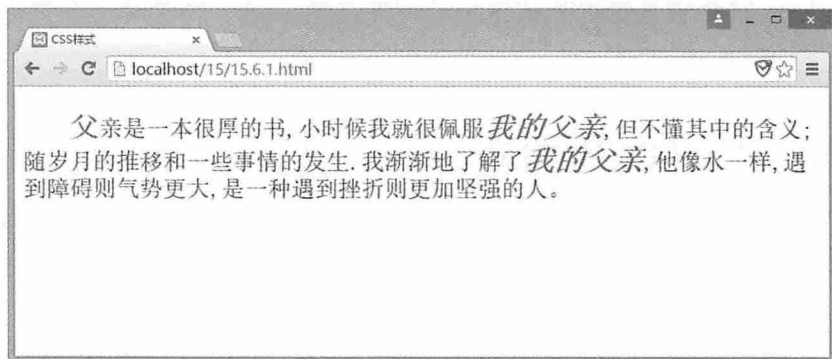 CSS样式
localhost/15/15.6.1.html
父亲是一本很厚的书, 小时候我就很佩服我的父亲, 但不懂其中的含义;
随岁月的推移和一些事情的发生. 我渐渐地了解了我的父亲, 他像水一样, 遇
到障碍则气势更大, 是一种遇到挫折则更加坚强的人。